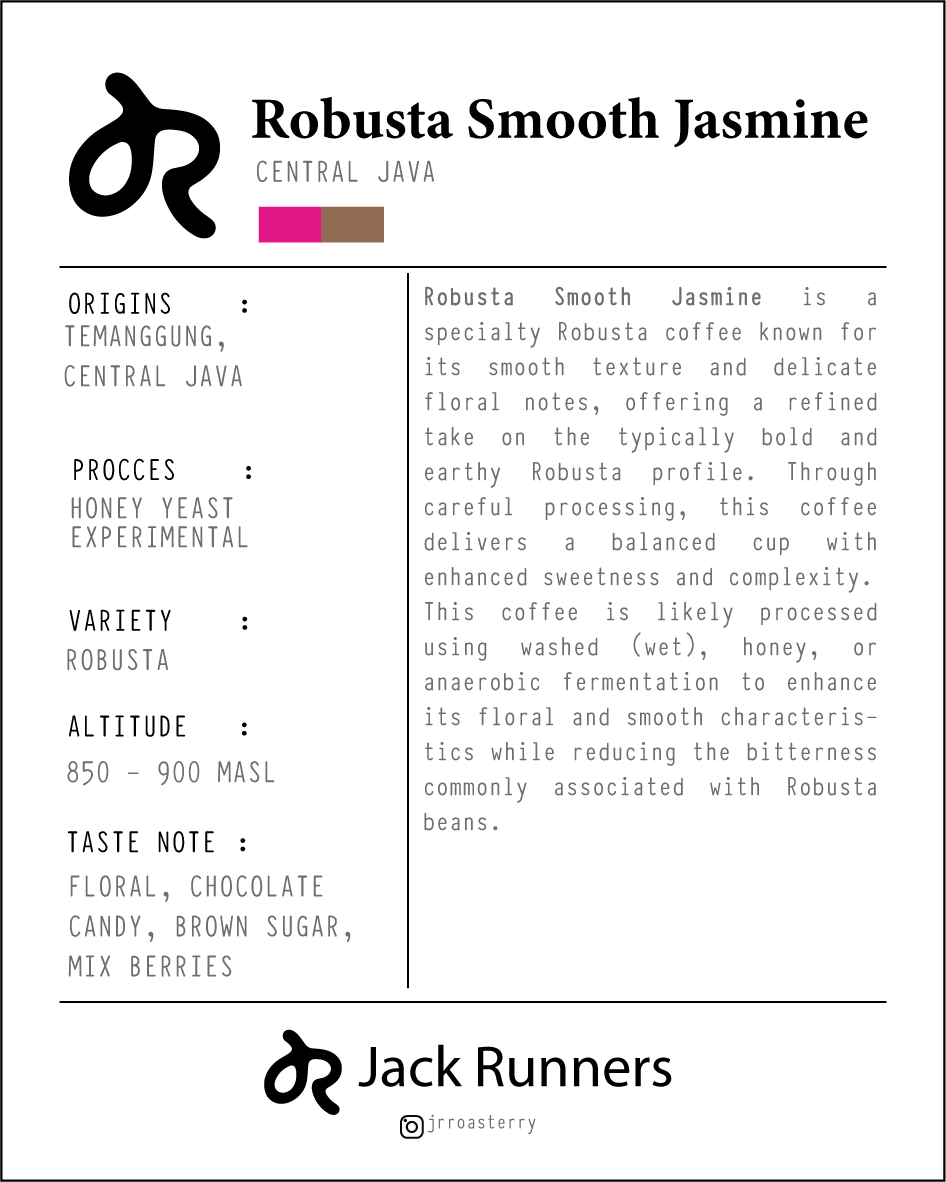 Robusta Smooth Jasmine
CENTRAL JAVA
ORIGINS :
TEMANGGUNG,
CENTRAL JAVA
PROCCES :
HONEY YEAST
EXPERIMENTAL
VARIETY :
ROBUSTA
ALTITUDE :
850 - 900 MASL
TASTE NOTE :
FLORAL, CHOCOLATE
CANDY, BROWN SUGAR,
MIX BERRIES
Robusta Smooth Jasmine is a
specialty Robusta coffee known for
its smooth texture and delicate
floral notes, offering a refined
take on the typically bold and
earthy Robusta profile. Through
careful processing, this coffee
delivers a balanced cup with
enhanced sweetness and complexity.
This coffee is likely processed
using washed (wet), honey, or
anaerobic fermentation to enhance
its floral and smooth characteris-
tics while reducing the bitterness
commonly associated with Robusta
beans.
Jack Runners
jrroasterry